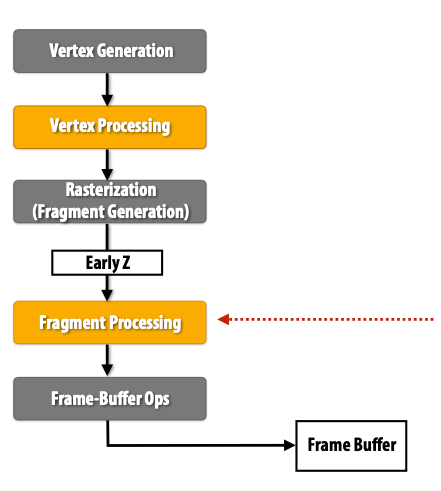 Vertex Generation
Vertex Processing
Rasterization
(Fragment Generation)
Early Z
Fragment Processing
Frame-Buffer Ops
Frame Buffer